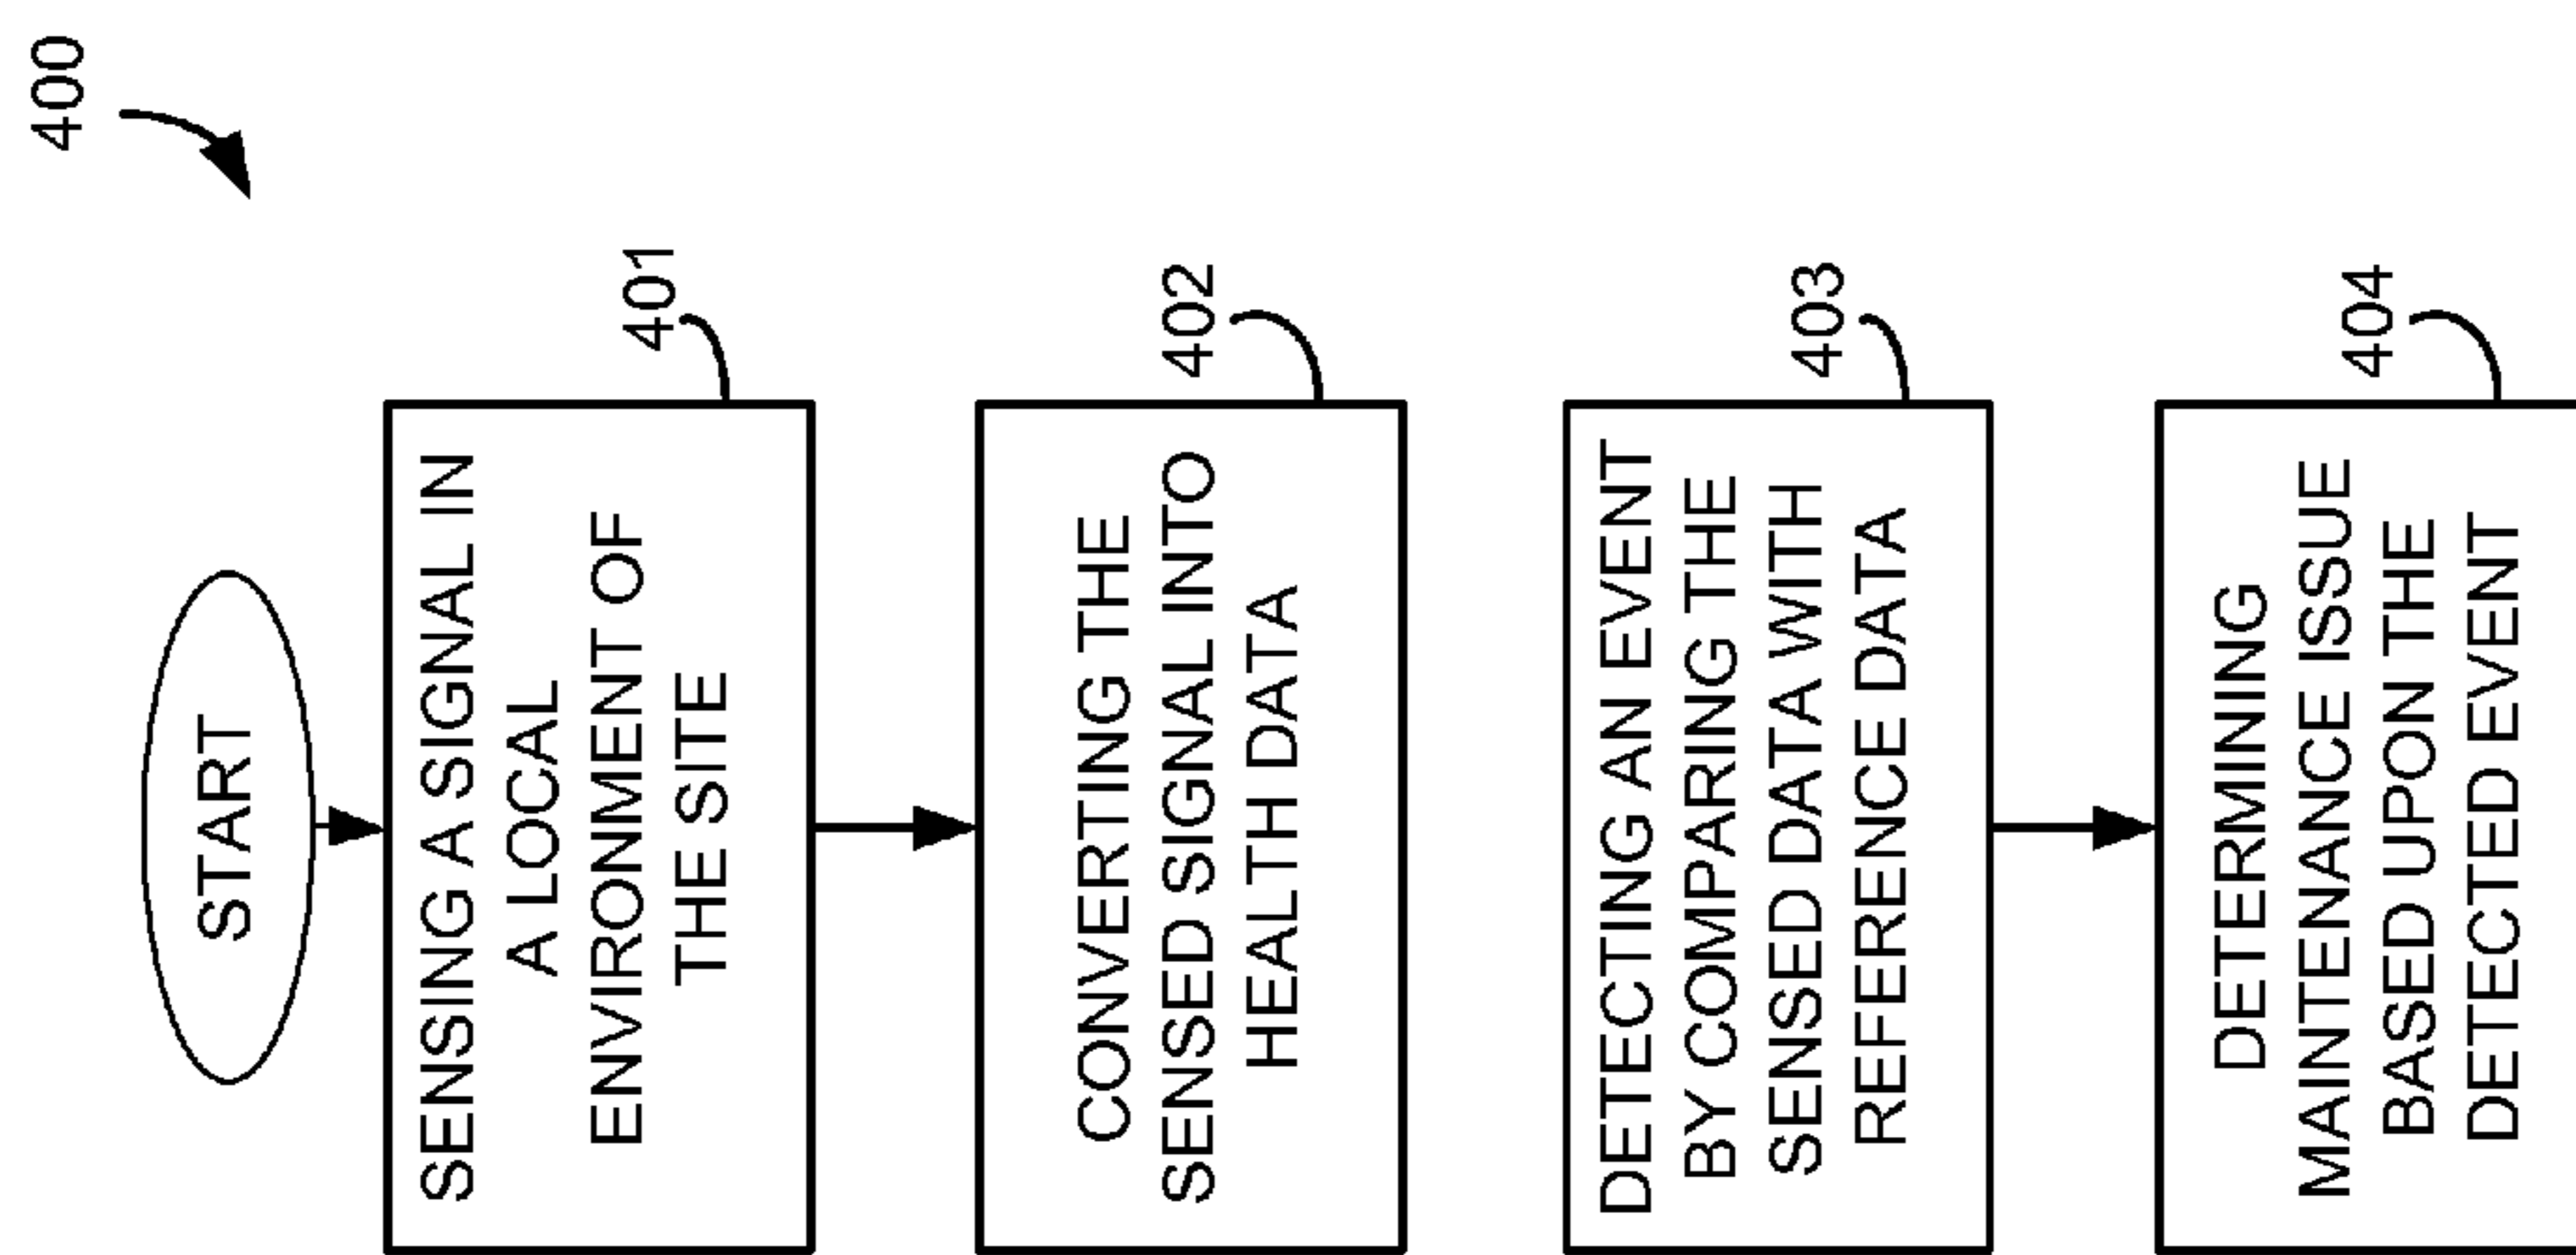 400
START
SENSING A SIGNAL IN
A LOCAL
ENVIRONMENT OF
THE SITE
401
CONVERTING THE
SENSED SIGNAL INTO
HEALTH DATA
402
DETECTING AN EVENT
BY COMPARING THE
SENSED DATA WITH
REFERENCE DATA
403
DETERMINING
MAINTENANCE ISSUE
BASED UPON THE
DETECTED EVENT
404